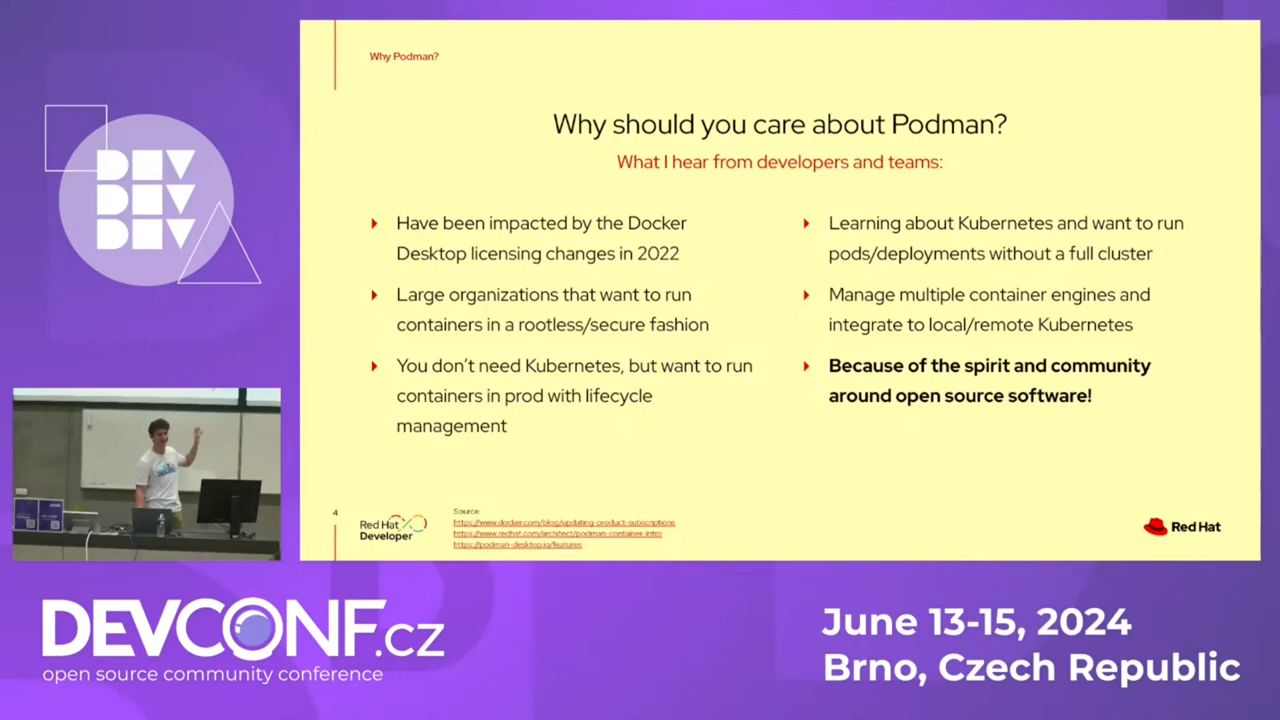 Why Podman?
Why should you care about Podman?
What I hear from developers and teams:
Have been impacted by the Docker
Desktop licensing changes in 2022
Large organizations that want to run
containers in a rootless/secure fashion
You don't need Kubernetes, but want to run
containers in prod with lifecycle
management
Learning about Kubernetes and want to run
pods/deployments without a full cluster
Manage multiple container engines and
integrate to local/remote Kubernetes
Because of the spirit and community
around open source software!
4
Red Hat
Developer
Source:
https://www.docker.com/blog/updating-product-subscriptions
https://www.redhat.com/architect/podman-container-intro
https://podman-desktop.io/features
Red Hat
DEV
DEV
DEV
DEVCONF.cz
open source community conference
June 13-15, 2024
Brno, Czech Republic